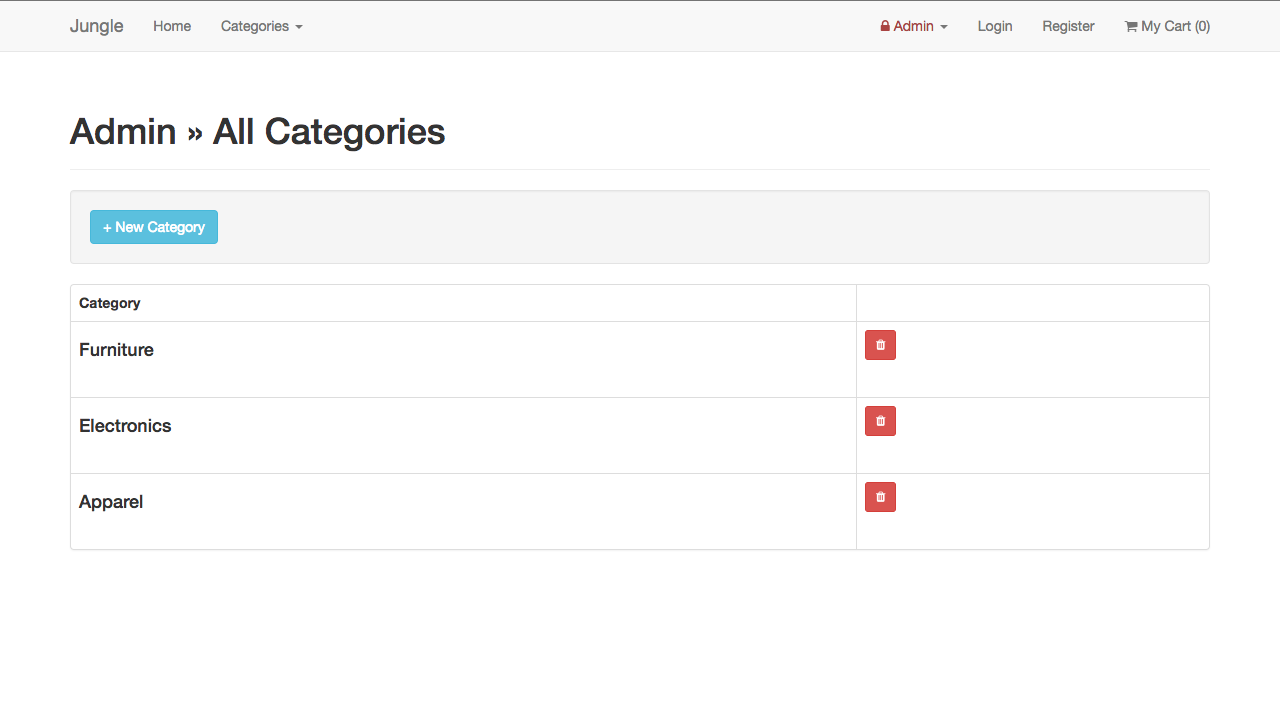 Jungle Home Categories Admin Login Register My Cart (0)
Admin » All Categories
+ New Category
Category
Furniture
Electronics
Apparel